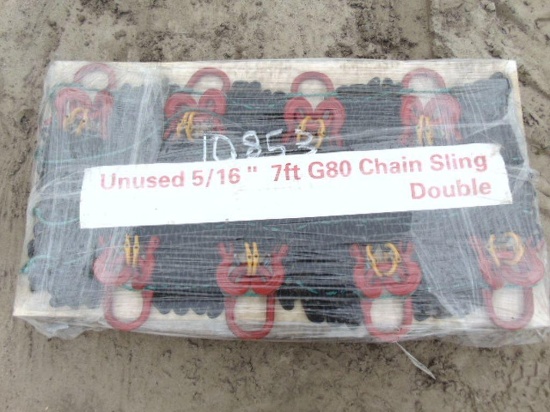 10853
Unused 5/16" 7ft G80 Chain Sling
Double